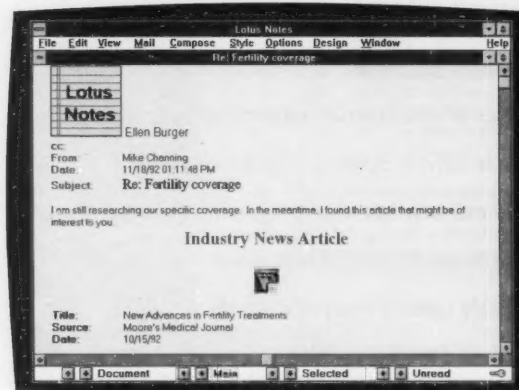 Lotus Notes
File Edit View Mail Compose Style Options Design Window Help
Re: Fertility coverage
Lotus
Notes
Ellen Burger
cc:
From: Mike Channing
Date: 11/18/92 01:11:48 PM
Subject: Re: Fertility coverage
I am still researching our specific coverage. In the meantime, I found this article that might be of
interest to you.
Industry News Article
Title: New Advances in Fertility Treatments
Source: Moore's Medical Journal
Date: 10/15/92
Document Main Selected Unread